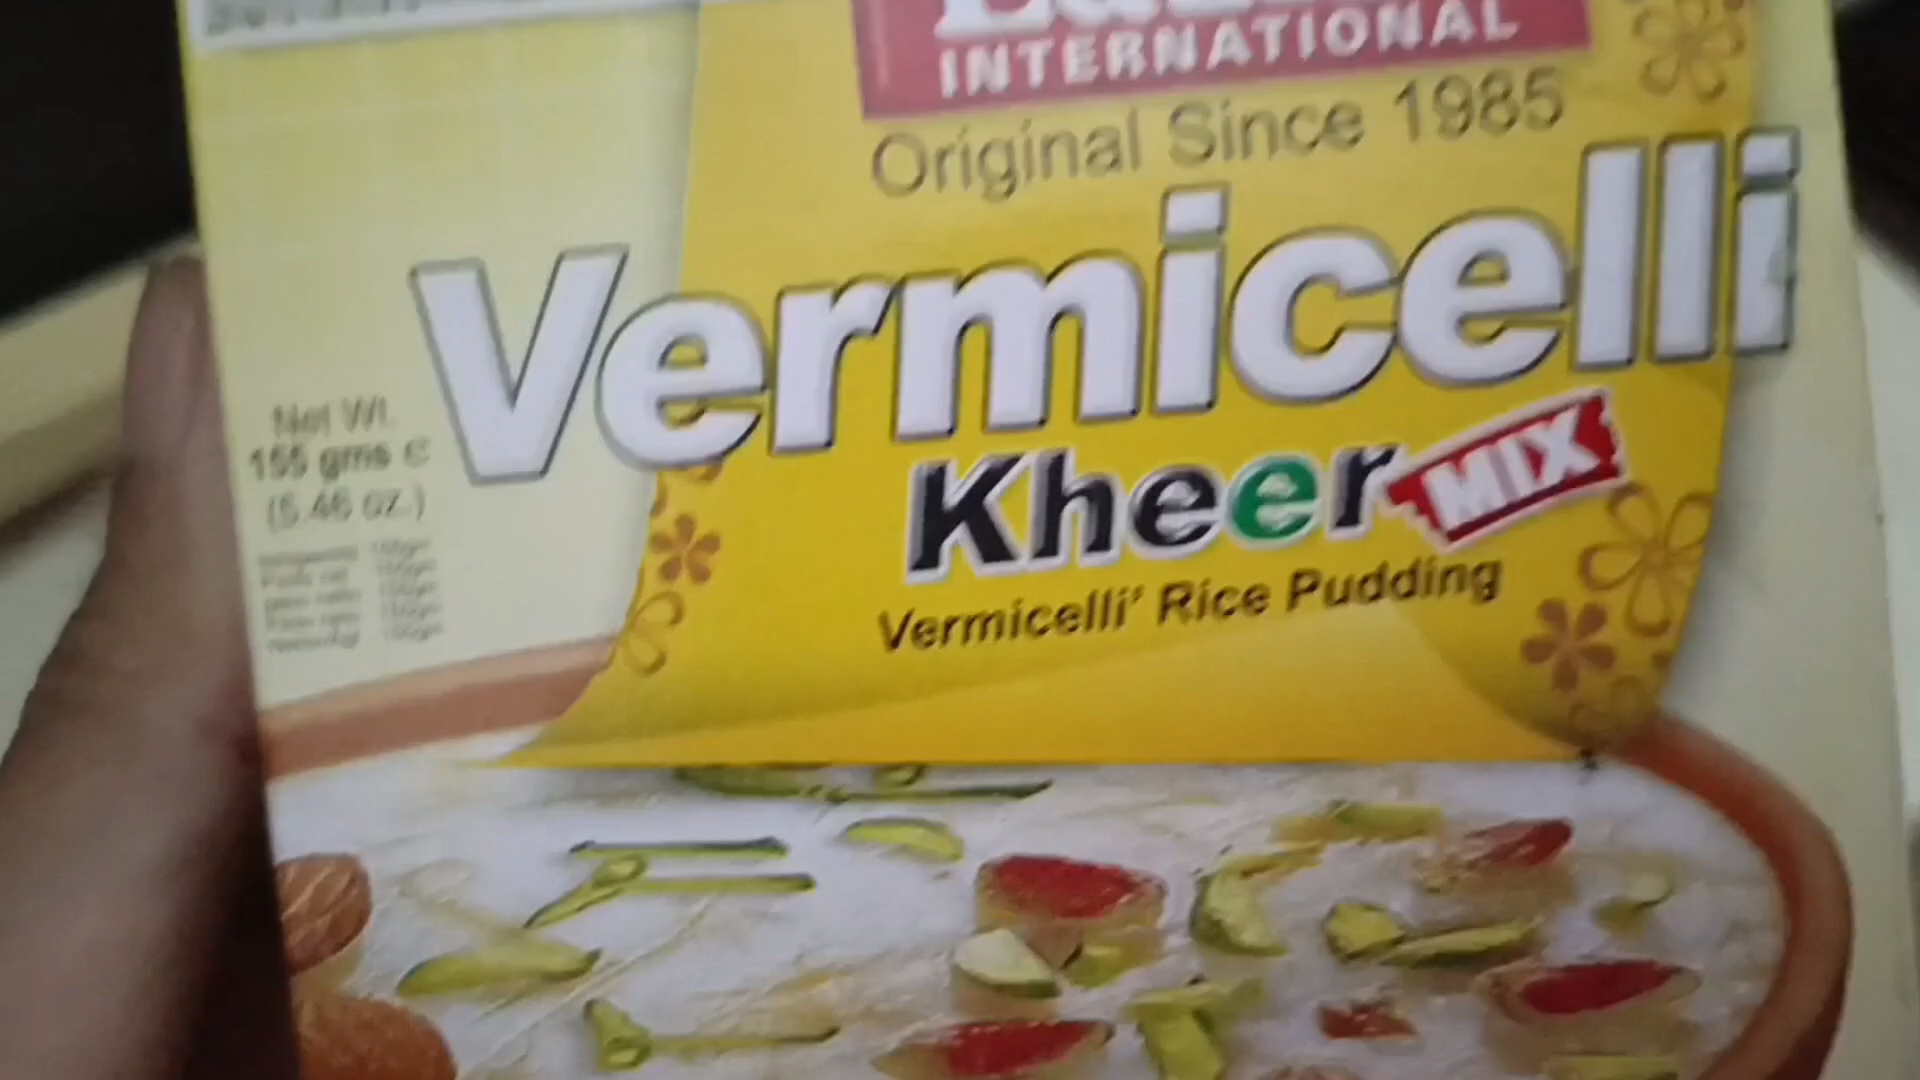 INTERNATIONAL
Original Since 1985
Vermicelli
Kheer MIX
Vermicelli' Rice Pudding
Net Wt.
155 gms e
(5.46 oz.)